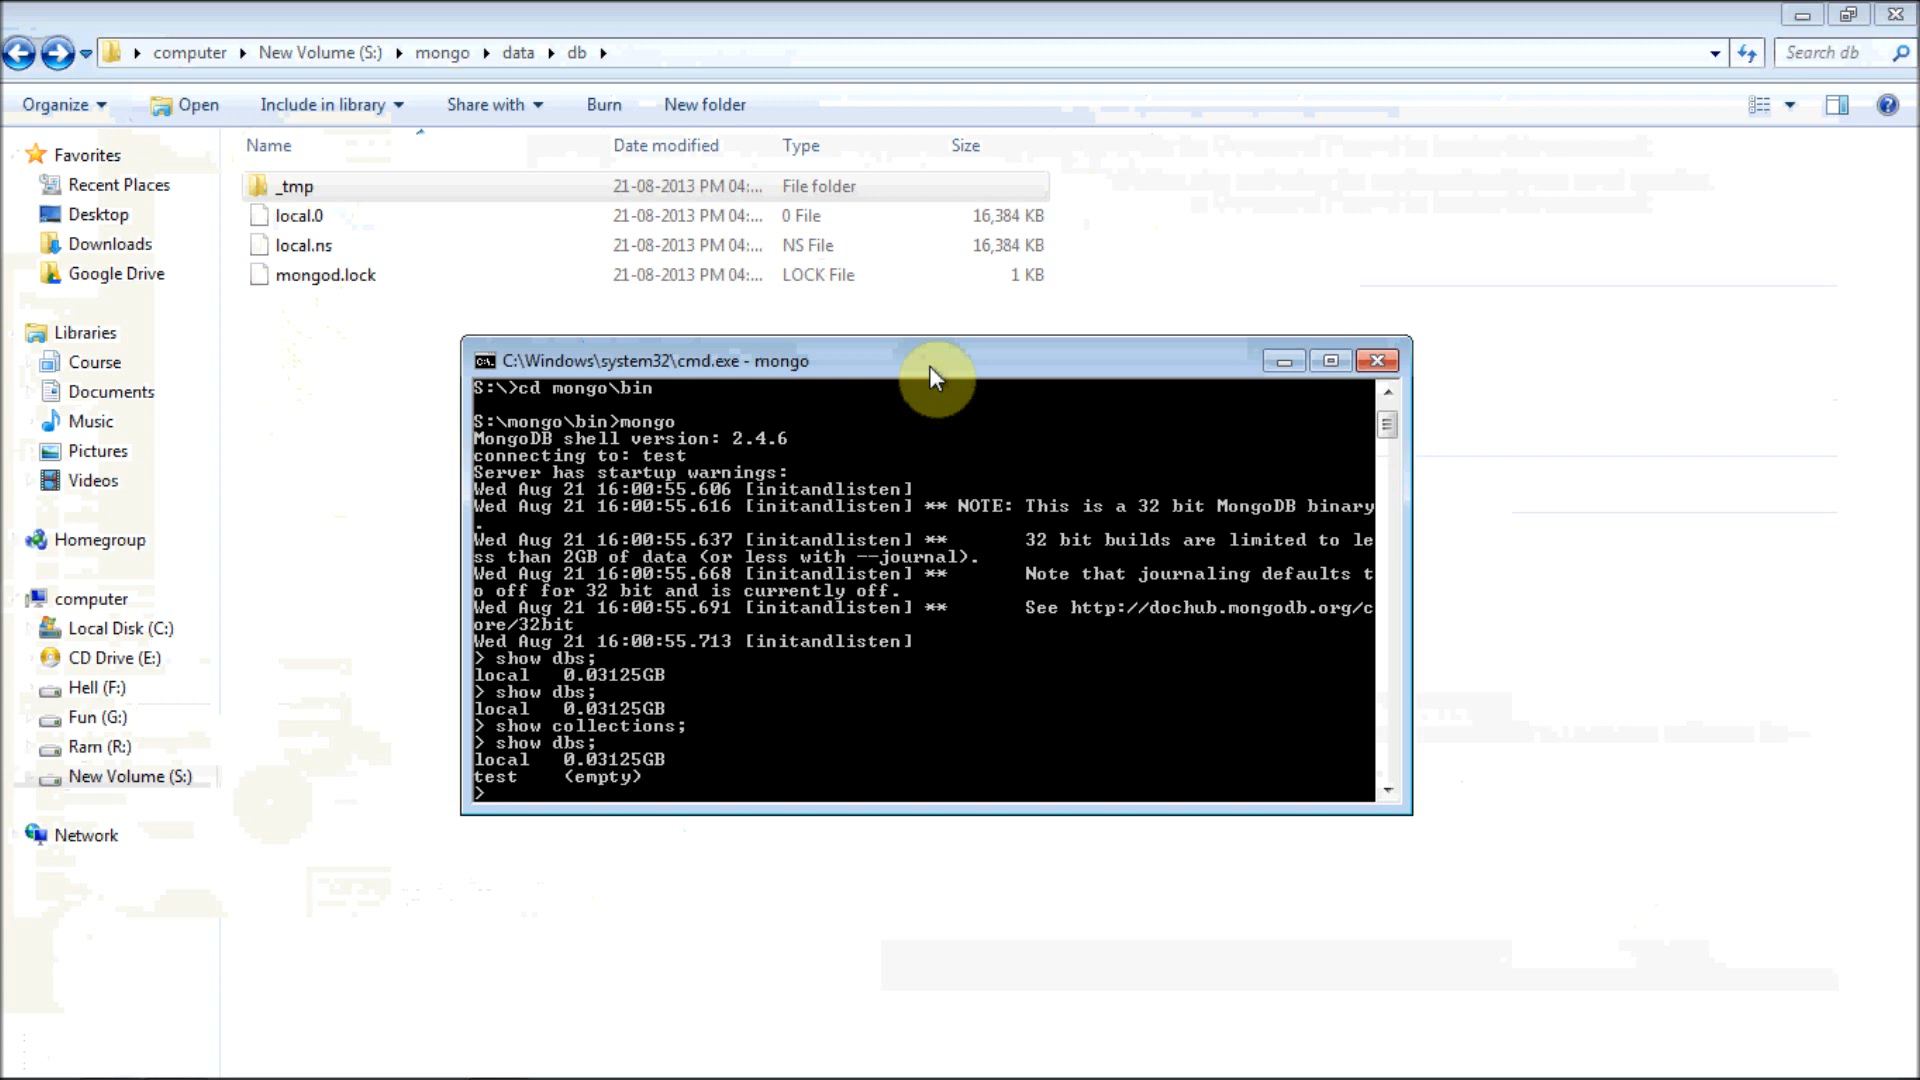 computer New Volume (S:) mongo data db
Search db
Organize Open Include in library Share with Burn New folder
Name Date modified Type Size
Favorites
Recent Places
Desktop
Downloads
Google Drive
Libraries
Course
Documents
Music
Pictures
Videos
Homegroup
computer
Local Disk (C:)
CD Drive (E:)
Hell (F:)
Fun (G:)
Ram (R:)
New Volume (S:)
Network
_tmp 21-08-2013 PM 04:... File folder
local.0 21-08-2013 PM 04:... 0 File 16,384 KB
local.ns 21-08-2013 PM 04:... NS File 16,384 KB
mongod.lock 21-08-2013 PM 04:... LOCK File 1 KB
C:\Windows\system32\cmd.exe - mongo
S:\>cd mongo\bin
S:\mongo\bin>mongo
MongoDB shell version: 2.4.6
connecting to: test
Server has startup warnings:
Wed Aug 21 16:00:55.606 [initandlisten]
Wed Aug 21 16:00:55.616 [initandlisten] ** NOTE: This is a 32 bit MongoDB binary
.
Wed Aug 21 16:00:55.637 [initandlisten] ** 32 bit builds are limited to le
ss than 2GB of data (or less with --journal).
Wed Aug 21 16:00:55.668 [initandlisten] ** Note that journaling defaults t
o off for 32 bit and is currently off.
Wed Aug 21 16:00:55.691 [initandlisten] ** See http://dochub.mongodb.org/c
ore/32bit
Wed Aug 21 16:00:55.713 [initandlisten]
> show dbs;
local 0.03125GB
> show dbs;
local 0.03125GB
> show collections;
> show dbs;
local 0.03125GB
test (empty)
>